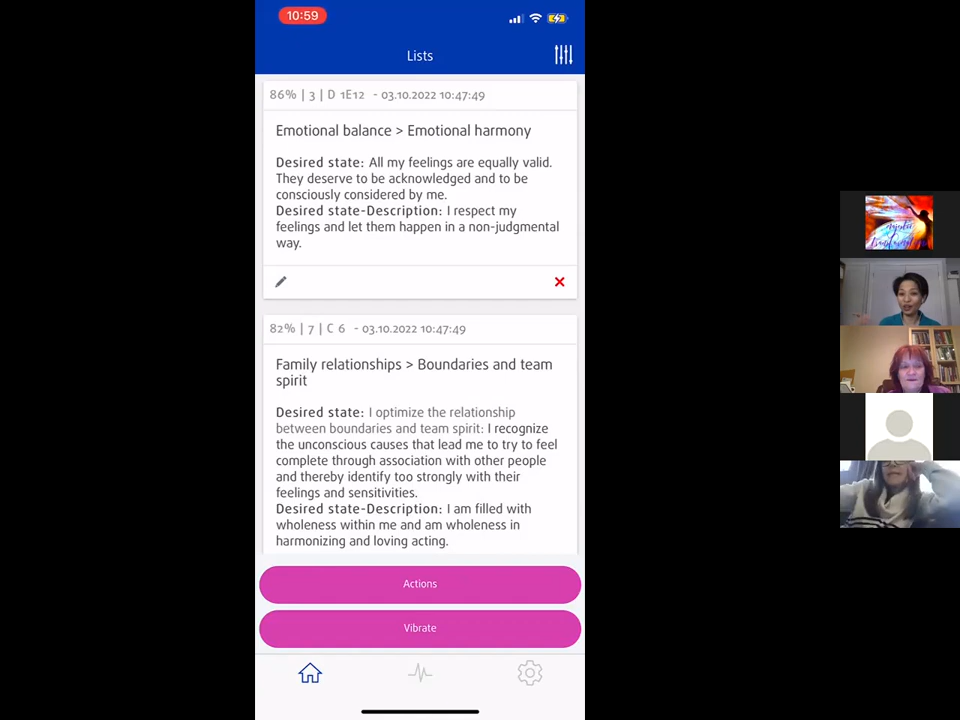 10:59
Lists
86% | 3 | D 1E12 - 03.10.2022 10:47:49
Emotional balance > Emotional harmony
Desired state: All my feelings are equally valid.
They deserve to be acknowledged and to be
consciously considered by me.
Desired state-Description: I respect my
feelings and let them happen in a non-judgmental
way.
82% | 7 | C 6 - 03.10.2022 10:47:49
Family relationships > Boundaries and team
spirit
Desired state: I optimize the relationship
between boundaries and team spirit: I recognize
the unconscious causes that lead me to try to feel
complete through association with other people
and thereby identify too strongly with their
feelings and sensitivities.
Desired state-Description: I am filled with
wholeness within me and am wholeness in
harmonizing and loving acting.
Actions
Vibrate